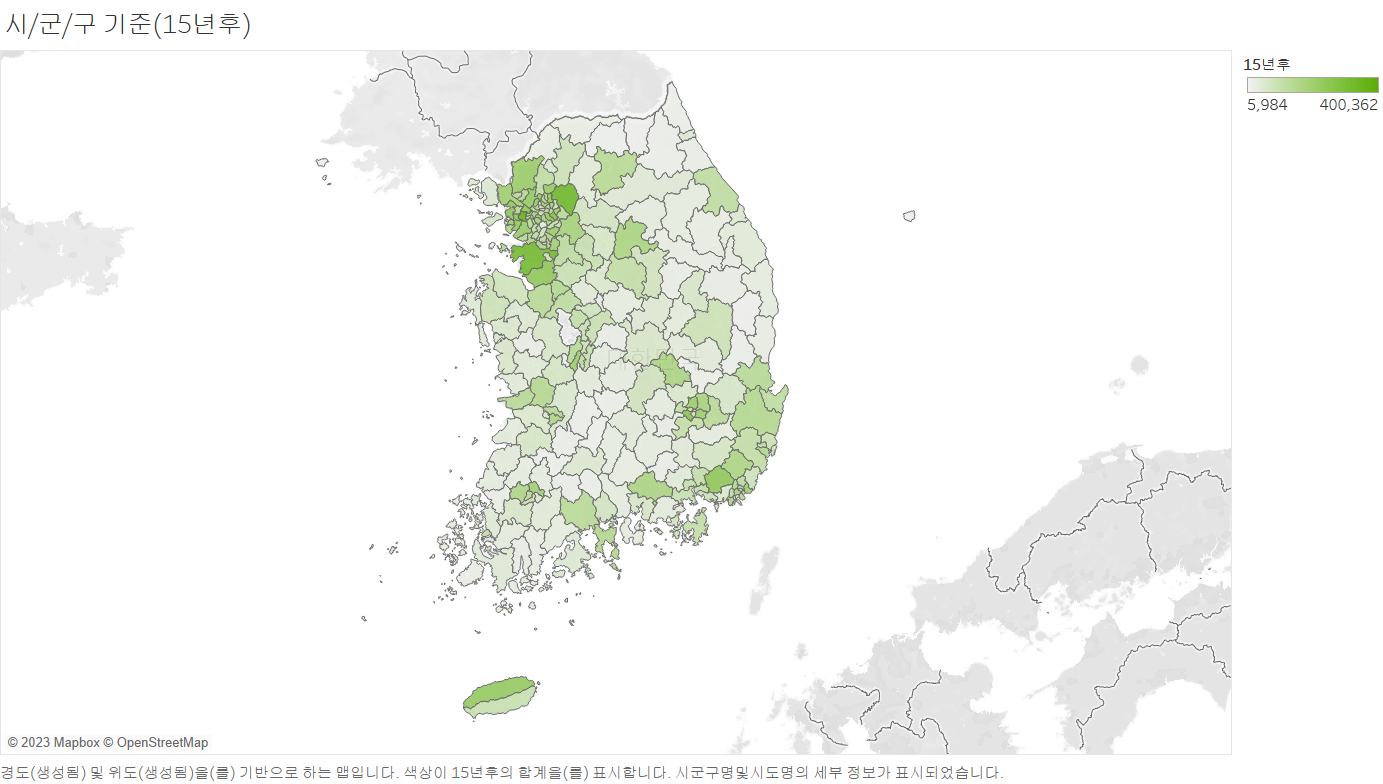 시/군/구 기준(15년후)
15년후
5,984 400,362
대한민국
© 2023 Mapbox © OpenStreetMap
경도(생성됨) 및 위도(생성됨)을(를) 기반으로 하는 맵입니다. 색상이 15년후의 합계을(를) 표시합니다. 시군구명및시도명의 세부 정보가 표시되었습니다.